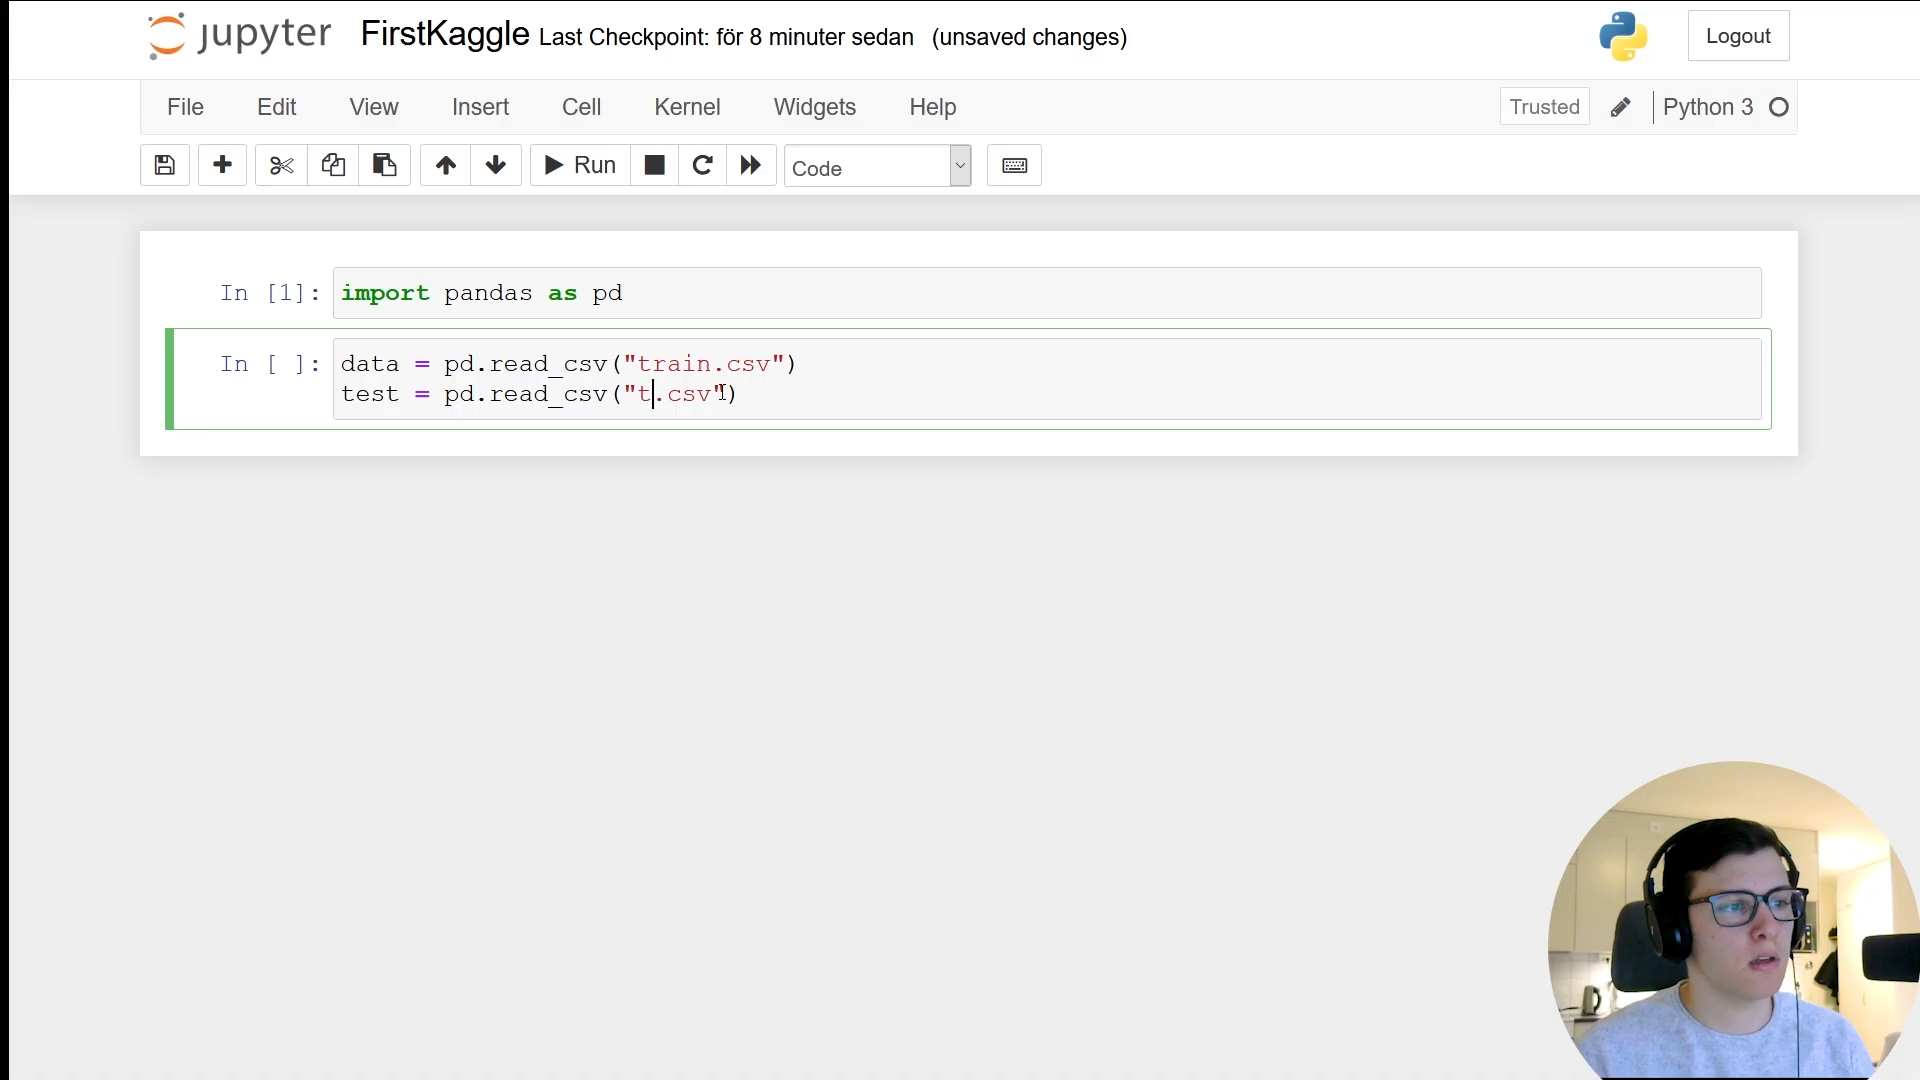 jupyter FirstKaggle Last Checkpoint: för 8 minuter sedan (unsaved changes) Logout
File Edit View Insert Cell Kernel Widgets Help Trusted Python 3
Run Code
In [1]: import pandas as pd
In [ ]: data = pd.read_csv("train.csv")
test = pd.read_csv("t.csv")